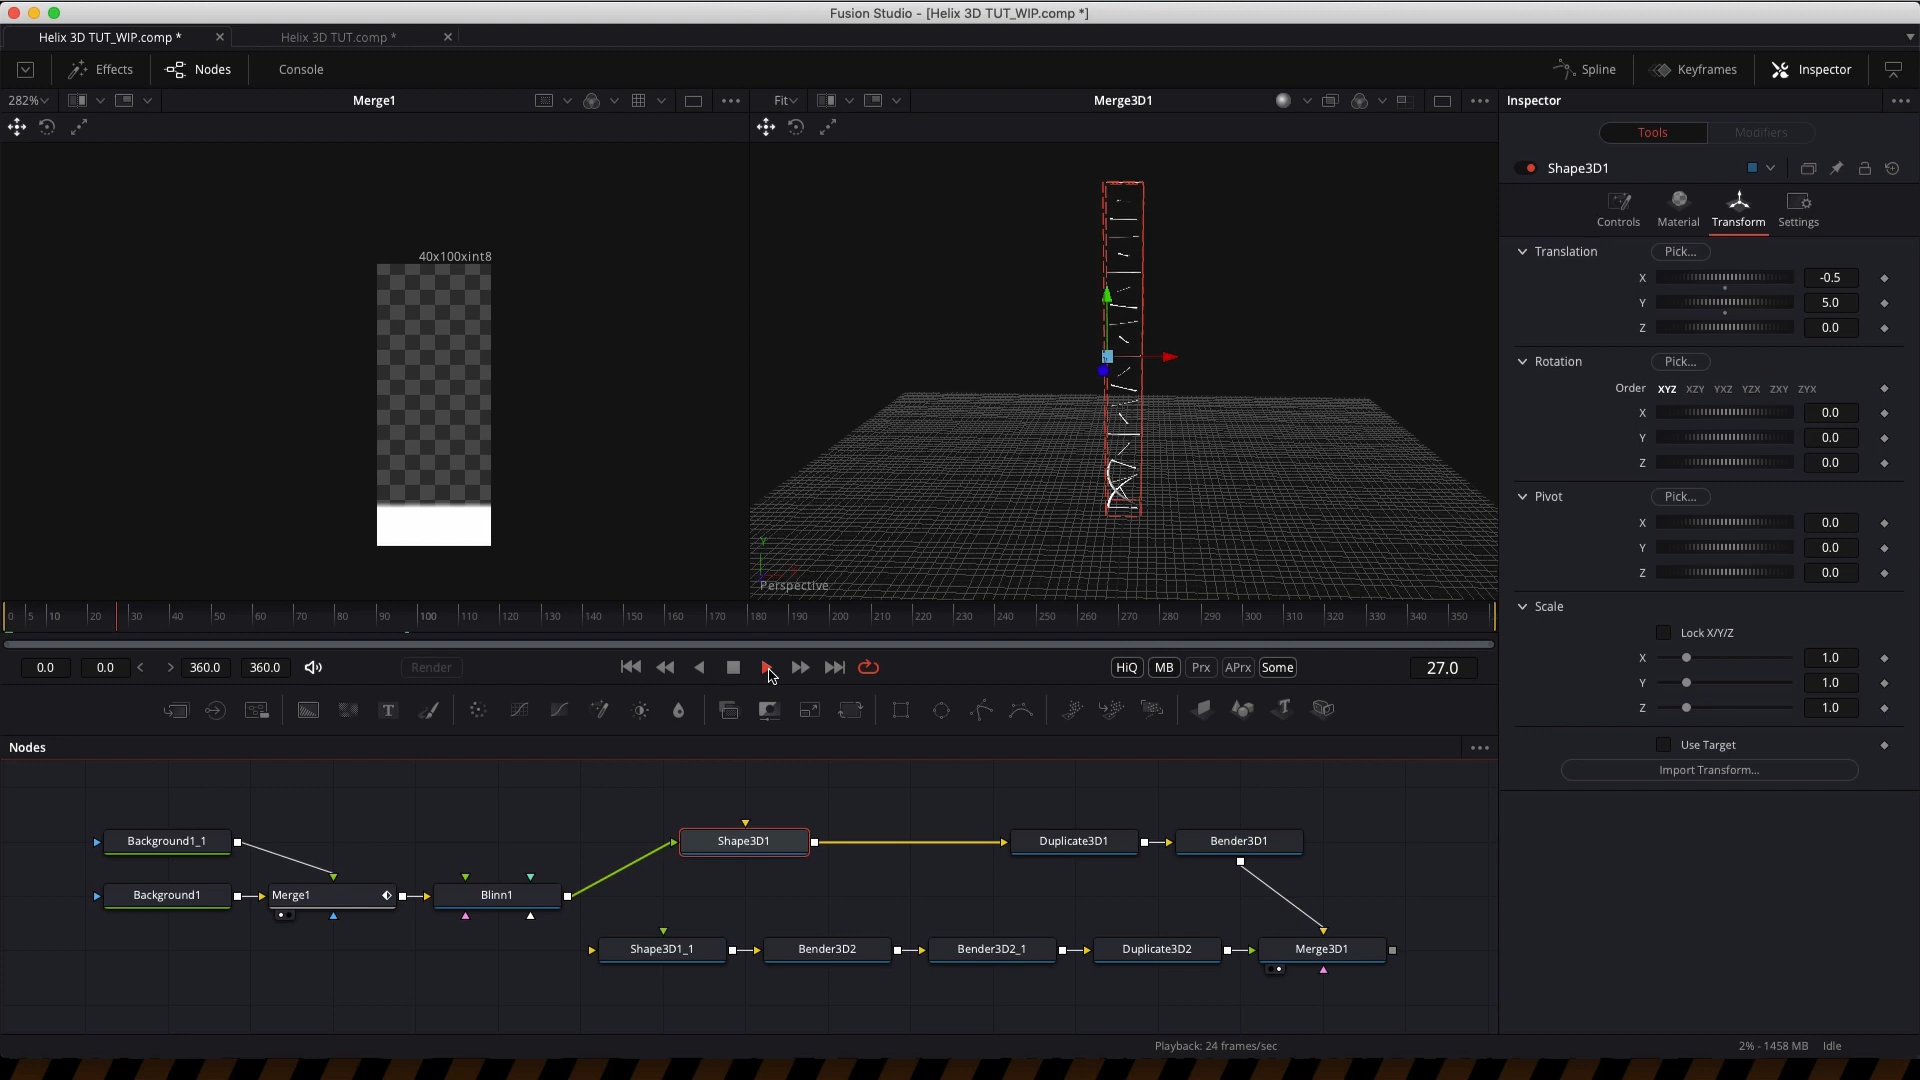 Fusion Studio - [Helix 3D TUT_WIP.comp *]
Helix 3D TUT_WIP.comp *
Helix 3D TUT.comp *
Effects
Nodes
Console
Spline
Keyframes
Inspector
282%
Merge1
Fit
Merge3D1
Inspector
Tools
Modifiers
Shape3D1
Controls
Material
Transform
Settings
40x100xint8
Y
Perspective
Translation
Pick...
X -0.5
Y 5.0
Z 0.0
Rotation
Pick...
Order XYZ XZY YXZ YZX ZXY ZYX
X 0.0
Y 0.0
Z 0.0
Pivot
Pick...
X 0.0
Y 0.0
Z 0.0
Scale
Lock X/Y/Z
X 1.0
Y 1.0
Z 1.0
Use Target
Import Transform...
0 5 10 20 30 40 50 60 70 80 90 100 110 120 130 140 150 160 170 180 190 200 210 220 230 240 250 260 270 280 290 300 310 320 330 340 350
0.0 0.0 < > 360.0 360.0
Render
HiQ MB Prx APrx Some
27.0
T
T
Nodes
Background1_1
Shape3D1
Duplicate3D1
Bender3D1
Background1
Merge1
Blinn1
Shape3D1_1
Bender3D2
Bender3D2_1
Duplicate3D2
Merge3D1
Playback: 24 frames/sec
2% - 1458 MB
Idle